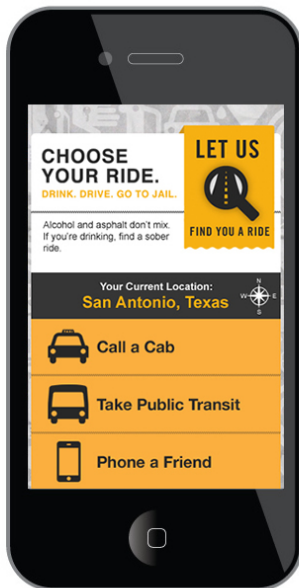 CHOOSE
YOUR RIDE.
DRINK. DRIVE. GO TO JAIL.
Alcohol and asphalt don't mix.
If you're drinking, find a sober
ride.
LET US
FIND YOU A RIDE
Your Current Location:
San Antonio, Texas
N
W E
S
Call a Cab
Take Public Transit
Phone a Friend